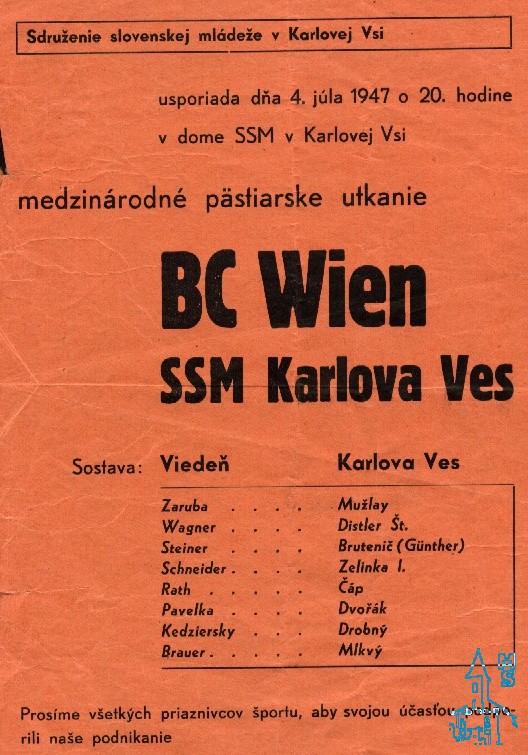 Sdruženie slovenskej mládeže v Karlovej Vsi
usporiada dňa 4. júla 1947 o 20. hodine
v dome SSM v Karlovej Vsi
medzinárodné pästiarske utkanie
BC Wien
SSM Karlova Ves
Sostava: Viedeň Karlova Ves
Zaruba . . . . Mužlay
Wagner . . . . Distler Št.
Steiner . . . . Brutenič (Günther)
Schneider . . . . Zelinka I.
Rath . . . . . Čáp
Pavelka . . . . Dvořák
Kedziersky . . . Drobný
Brauer . . . . . Mlkvý
Prosíme všetkých priaznivcov športu, aby svojou účasťou
rili naše podnikanie